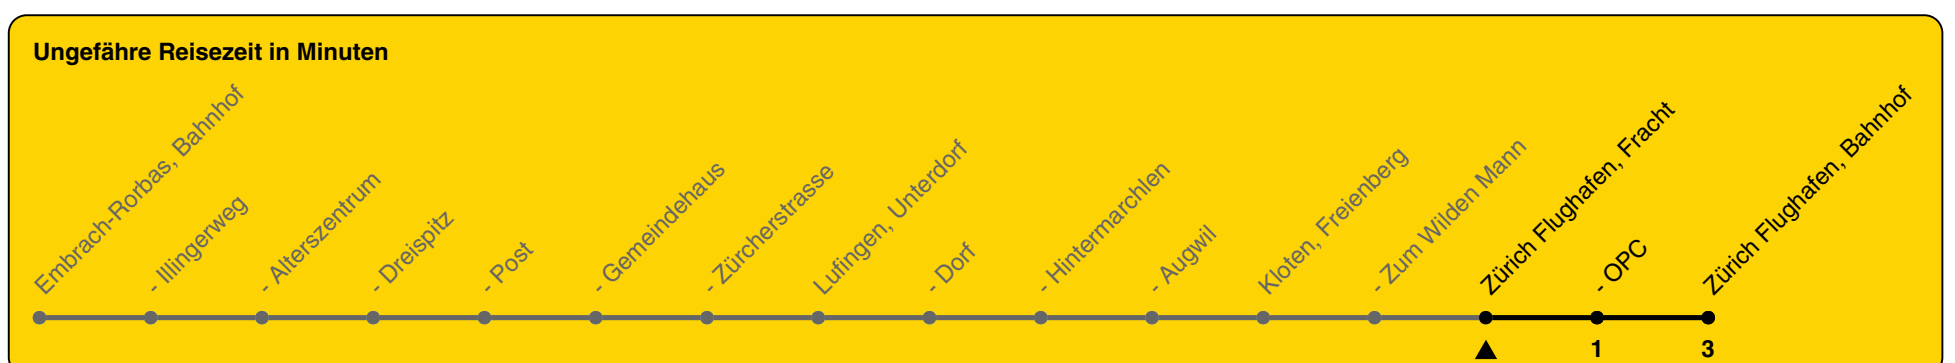 Ungefähre Reisezeit in Minuten
Embrach-Rorbas, Bahnhof
- Illingerweg
- Alterszentrum
- Dreispitz
- Post
- Gemeindehaus
- Zürcherstrasse
Lufingen, Unterdorf
- Dorf
- Hintermarchlen
- Augwil
Kloten, Freienberg
- Zum Wilden Mann
Zürich Flughafen, Fracht
- OPC
Zürich Flughafen, Bahnhof
1
3